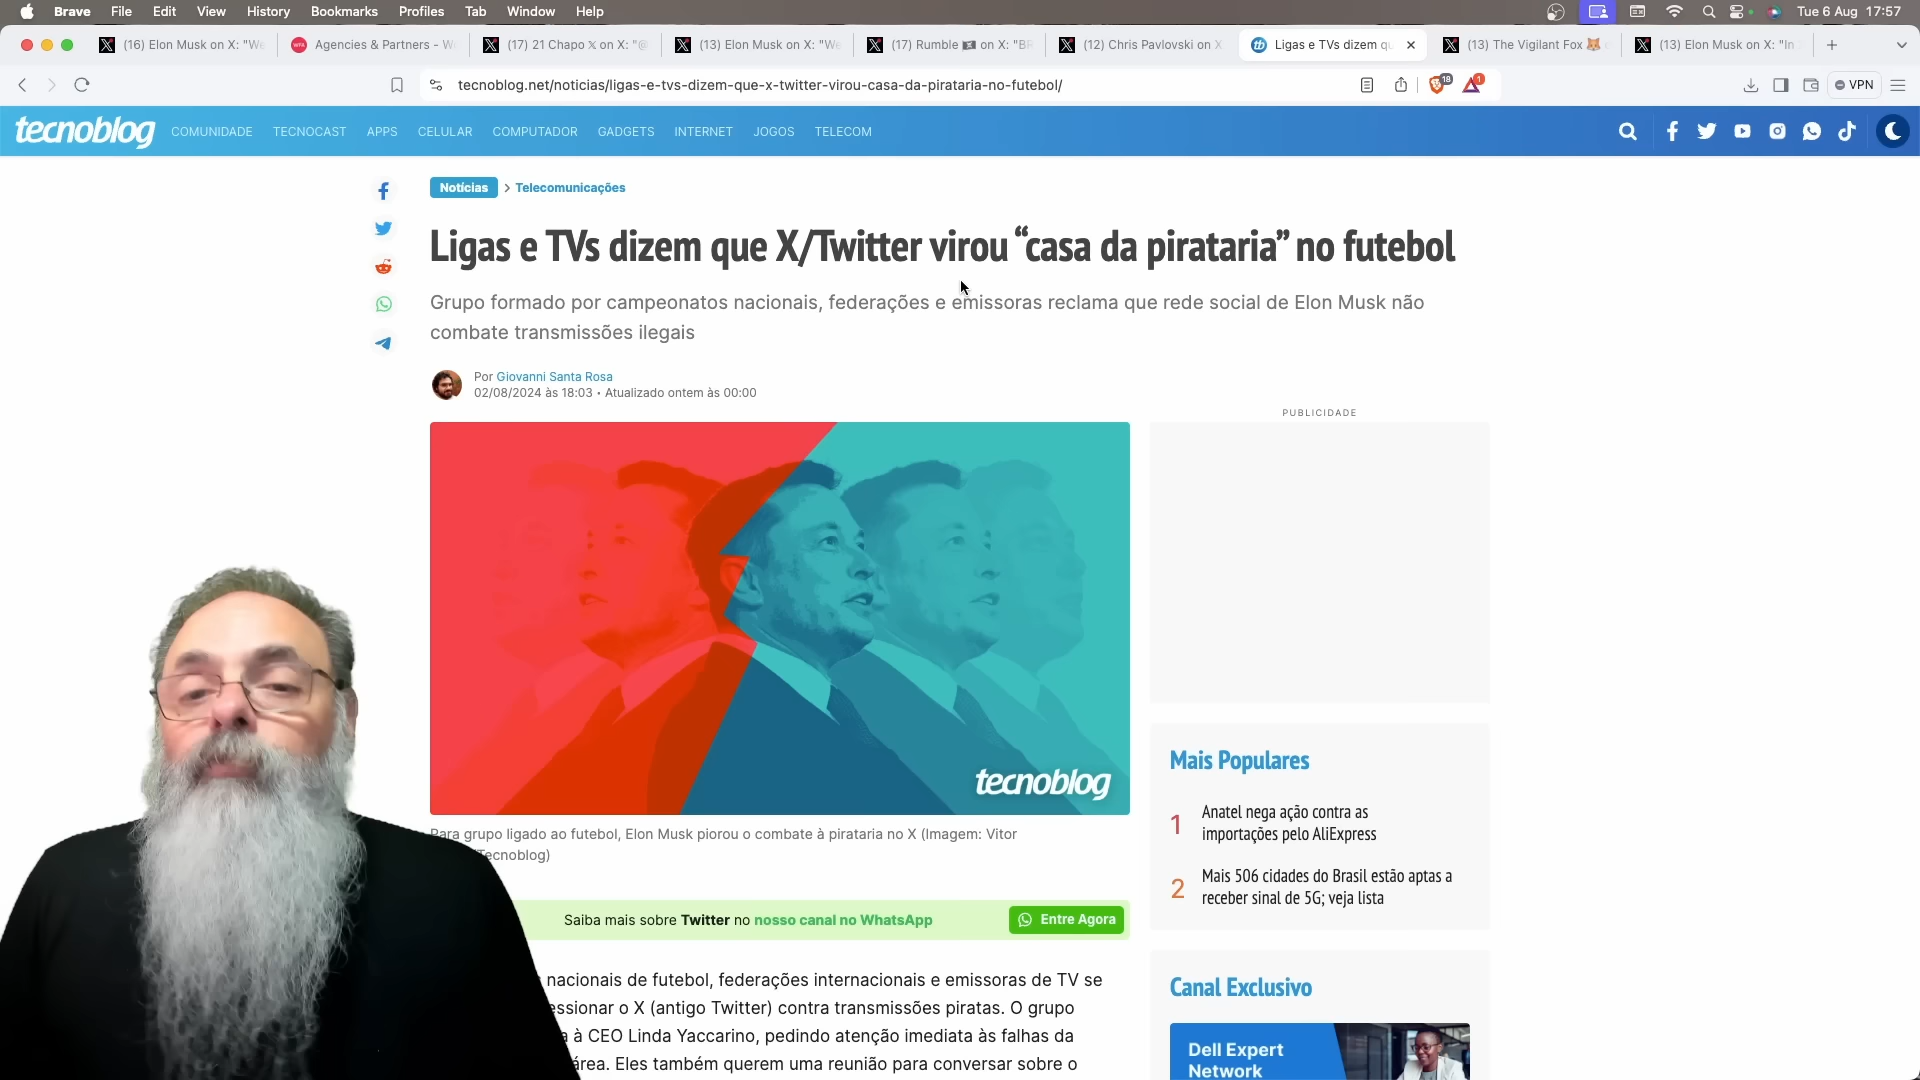 Brave File Edit View History Bookmarks Profiles Tab Window Help
Tue 6 Aug 17:57
(16) Elon Musk on X: "We
Agencies & Partners - W
(17) 21 Chapo 𝕏 on X: "@
(13) Elon Musk on X: "We
(17) Rumble 🏴‍☠️ on X: "BR
(12) Chris Pavlovski on X
Ligas e TVs dizem qu
(13) The Vigilant Fox 🦊
(13) Elon Musk on X: "In
tecnoblog.net/noticias/ligas-e-tvs-dizem-que-x-twitter-virou-casa-da-pirataria-no-futebol/
18
1
VPN
tecnoblog
COMUNIDADE TECNOCAST APPS CELULAR COMPUTADOR GADGETS INTERNET JOGOS TELECOM
Notícias > Telecomunicações
Ligas e TVs dizem que X/Twitter virou “casa da pirataria” no futebol
Grupo formado por campeonatos nacionais, federações e emissoras reclama que rede social de Elon Musk não
combate transmissões ilegais
Por Giovanni Santa Rosa
02/08/2024 às 18:03 • Atualizado ontem às 00:00
PUBLICIDADE
tecnoblog
Para grupo ligado ao futebol, Elon Musk piorou o combate à pirataria no X (Imagem: Vitor
Tecnoblog)
Saiba mais sobre Twitter no nosso canal no WhatsApp
Entre Agora
nacionais de futebol, federações internacionais e emissoras de TV se
essionar o X (antigo Twitter) contra transmissões piratas. O grupo
a à CEO Linda Yaccarino, pedindo atenção imediata às falhas da
área. Eles também querem uma reunião para conversar sobre o
Mais Populares
1 Anatel nega ação contra as
importações pelo AliExpress
2 Mais 506 cidades do Brasil estão aptas a
receber sinal de 5G; veja lista
Canal Exclusivo
Dell Expert
Network